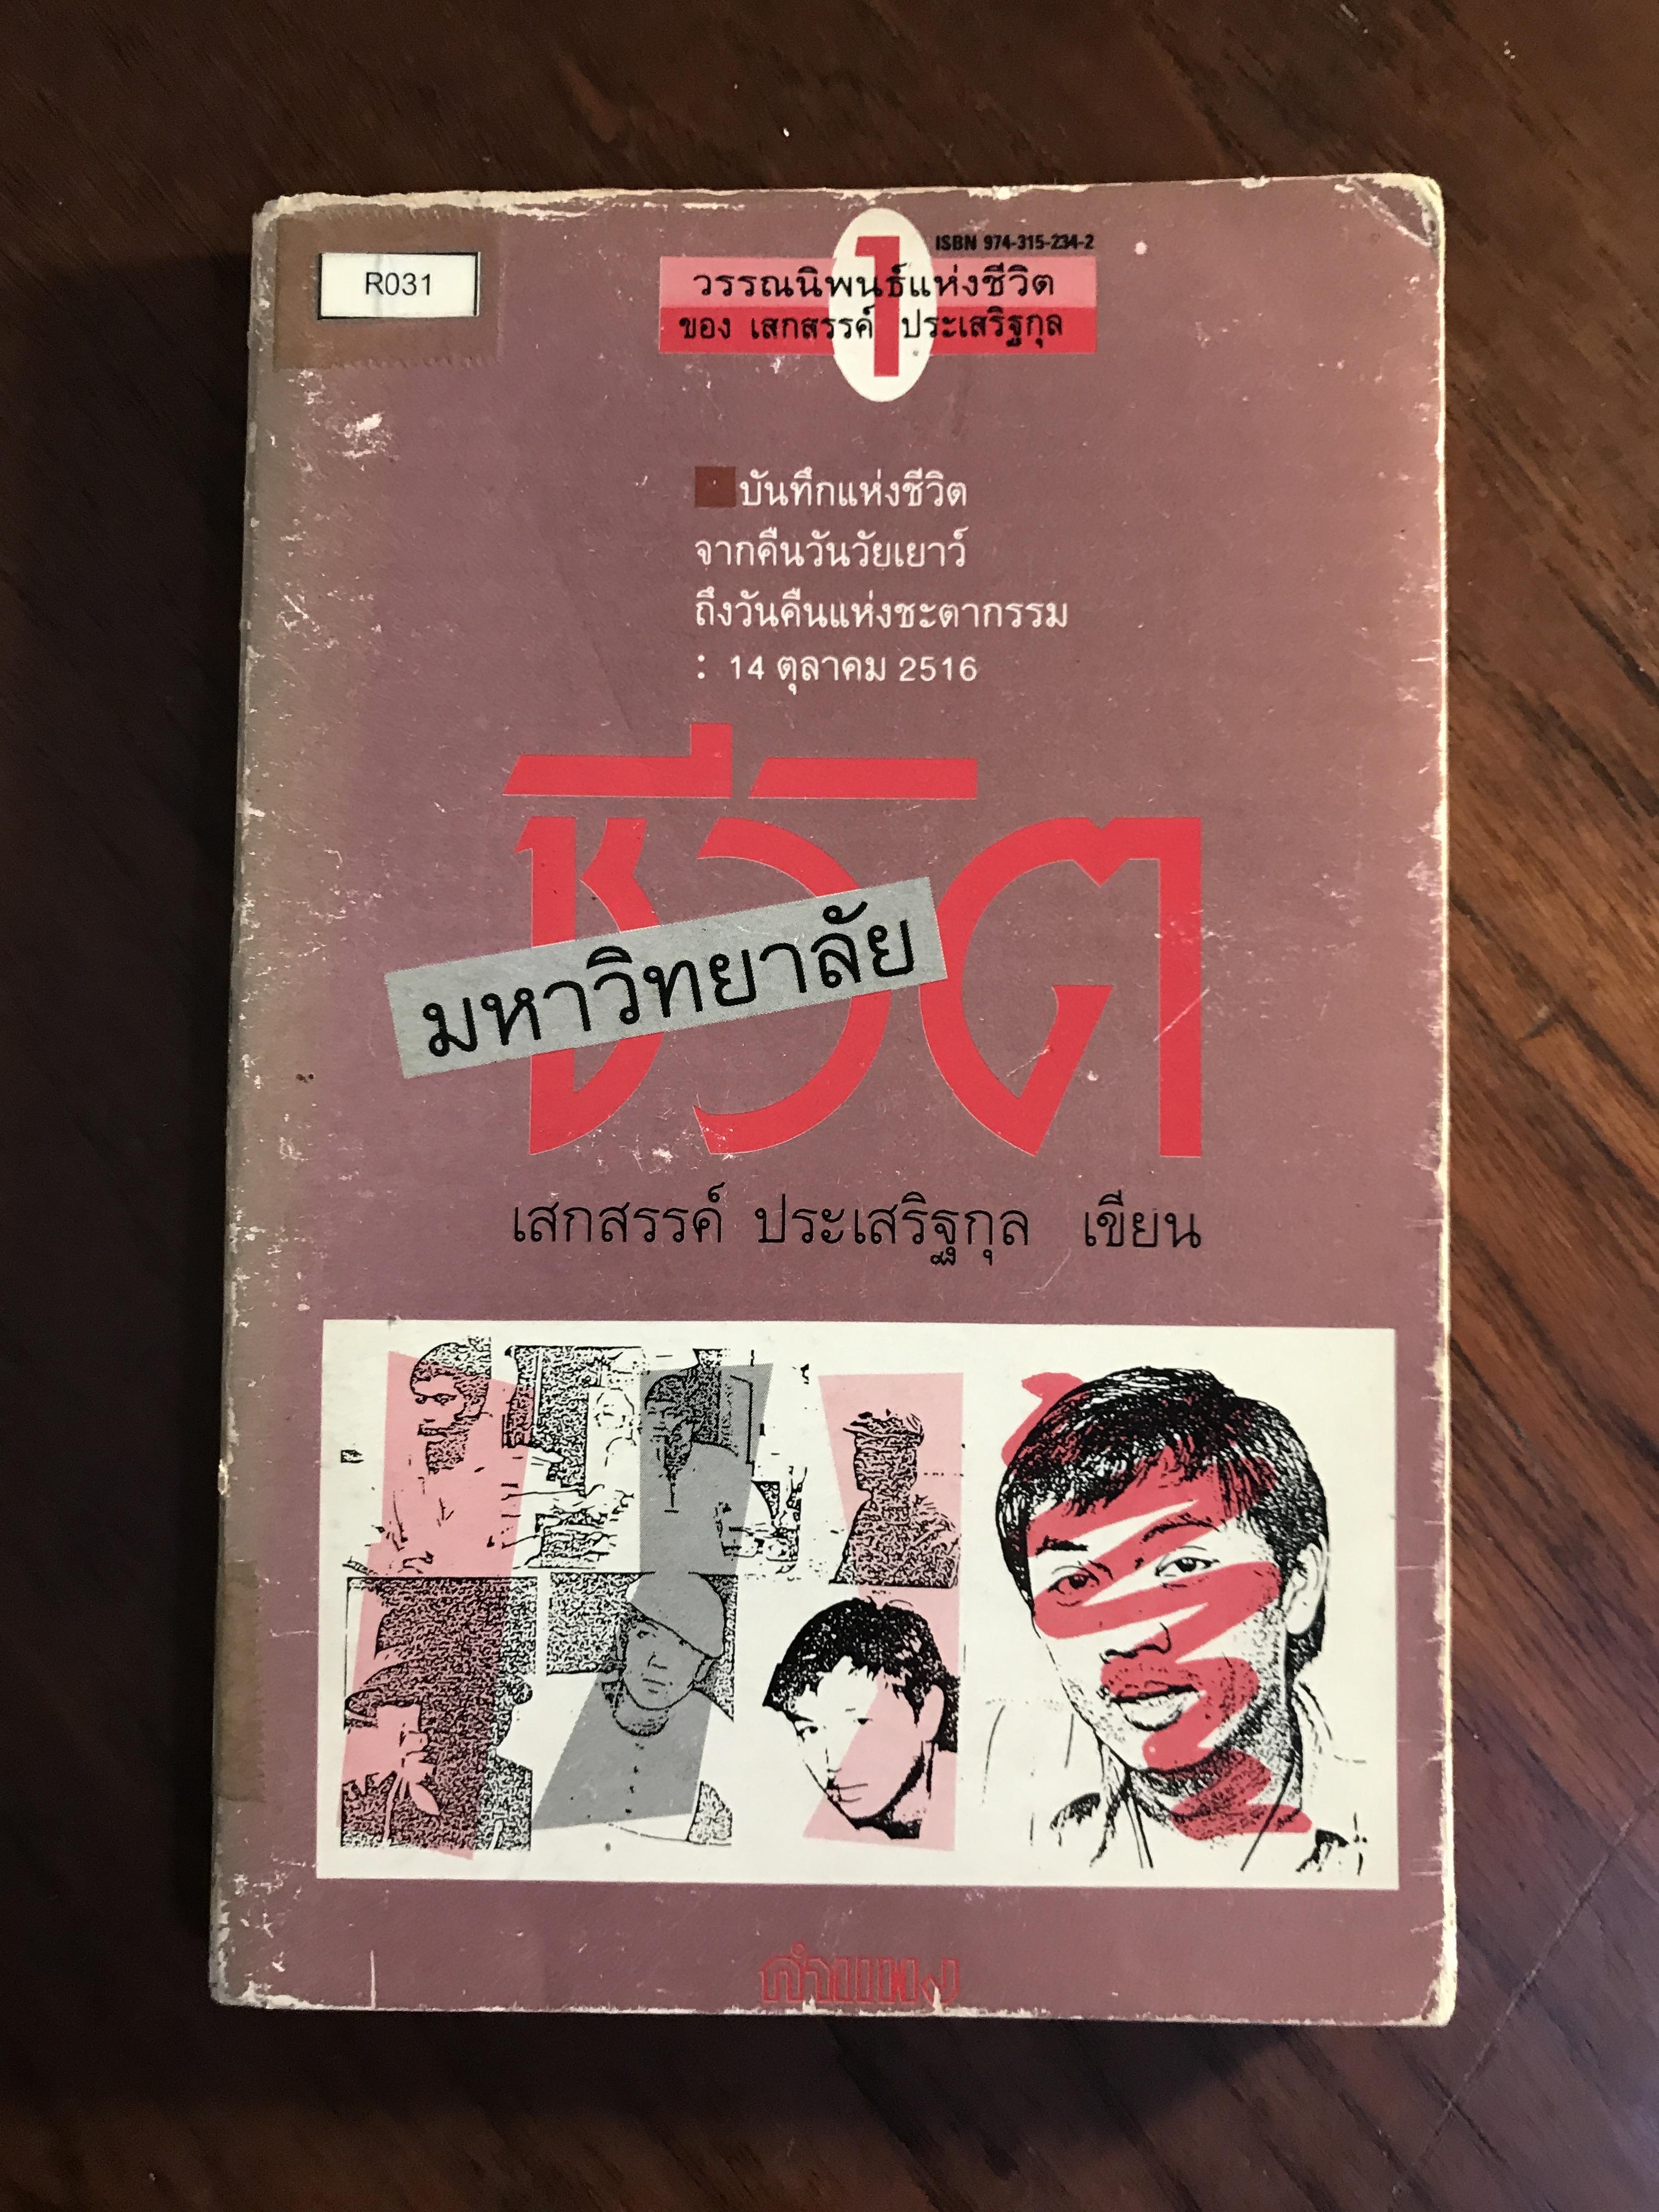 R031
1
ISBN 974-315-234-2
วรรณนิพนธ์แห่งชีวิต
ของ เสกสรรค์ ประเสริฐกุล
บันทึกแห่งชีวิต
จากคืนวันวัยเยาว์
ถึงวันคืนแห่งชะตากรรม
: 14 ตุลาคม 2516
มหาวิทยาลัย
ชีวิต
เสกสรรค์ ประเสริฐกุล เขียน
กำแพง